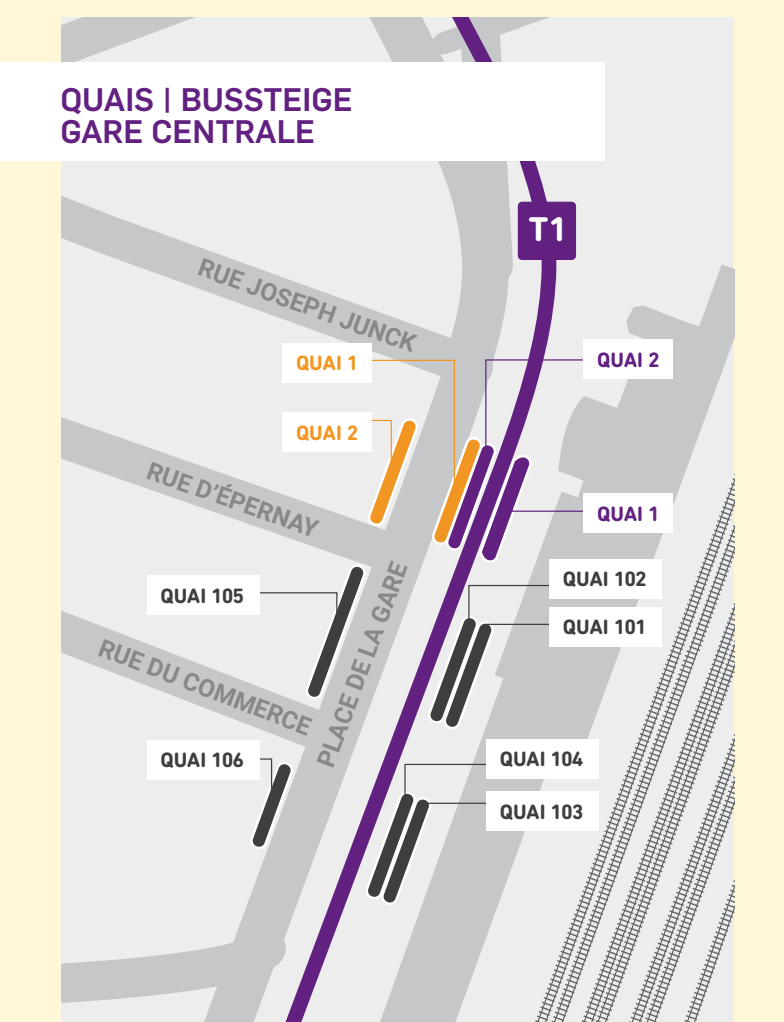 QUAIS | BUSSTEIGE
GARE CENTRALE
T1
RUE JOSEPH JUNCK
QUAI 1
QUAI 2
QUAI 2
RUE D'ÉPERNAY
QUAI 1
QUAI 102
QUAI 105
QUAI 101
PLACE DE LA GARE
RUE DU COMMERCE
QUAI 106
QUAI 104
QUAI 103